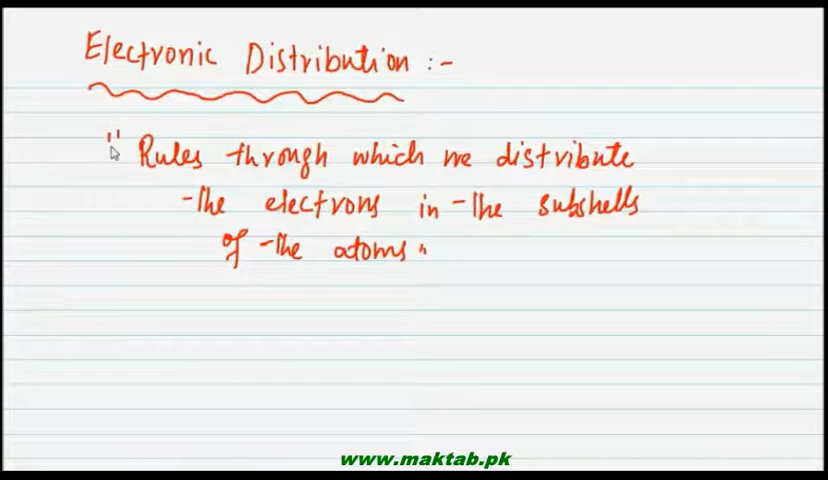 Electronic Distribution :-
" Rules through which we distribute
the electrons in the subshells
of the atoms "
www.maktab.pk